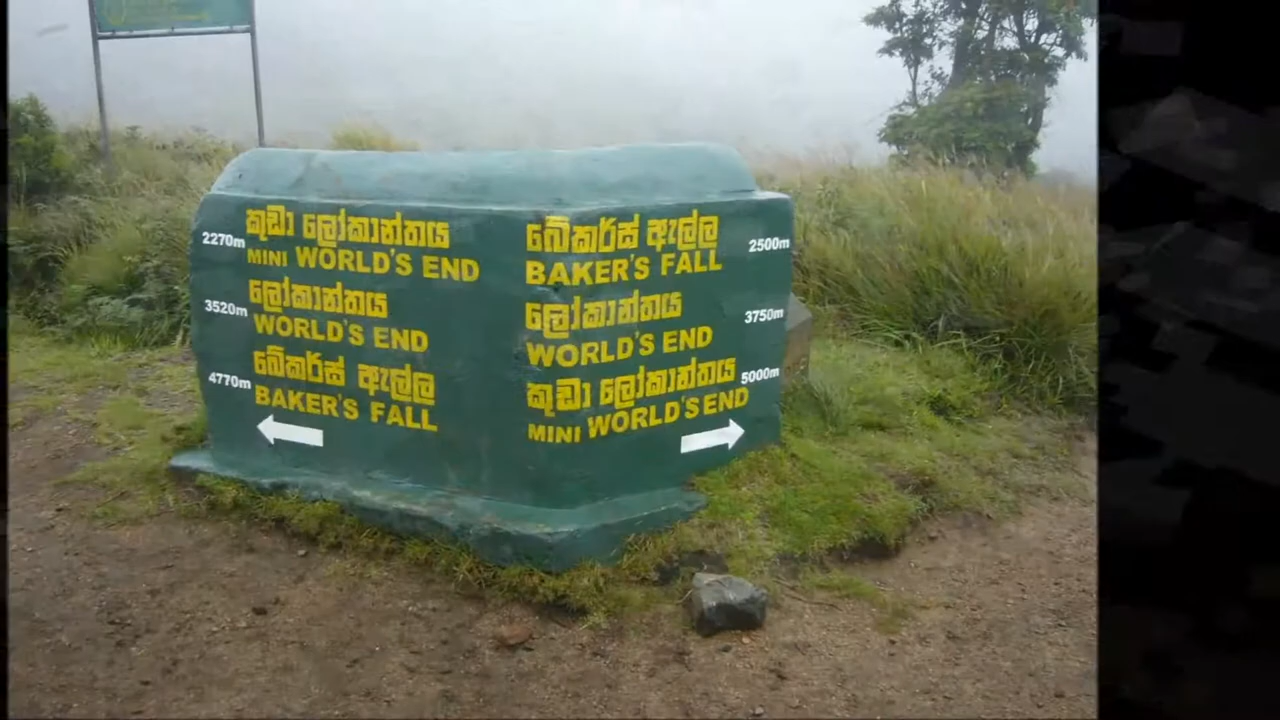 කුඩා ලෝකාන්තය
2270m MINI WORLD'S END
ලෝකාන්තය
3520m WORLD'S END
බේකර්ස් ඇල්ල
4770m BAKER'S FALL
බේකර්ස් ඇල්ල
BAKER'S FALL 2500m
ලෝකාන්තය
WORLD'S END 3750m
කුඩා ලෝකාන්තය
MINI WORLD'S END 5000m